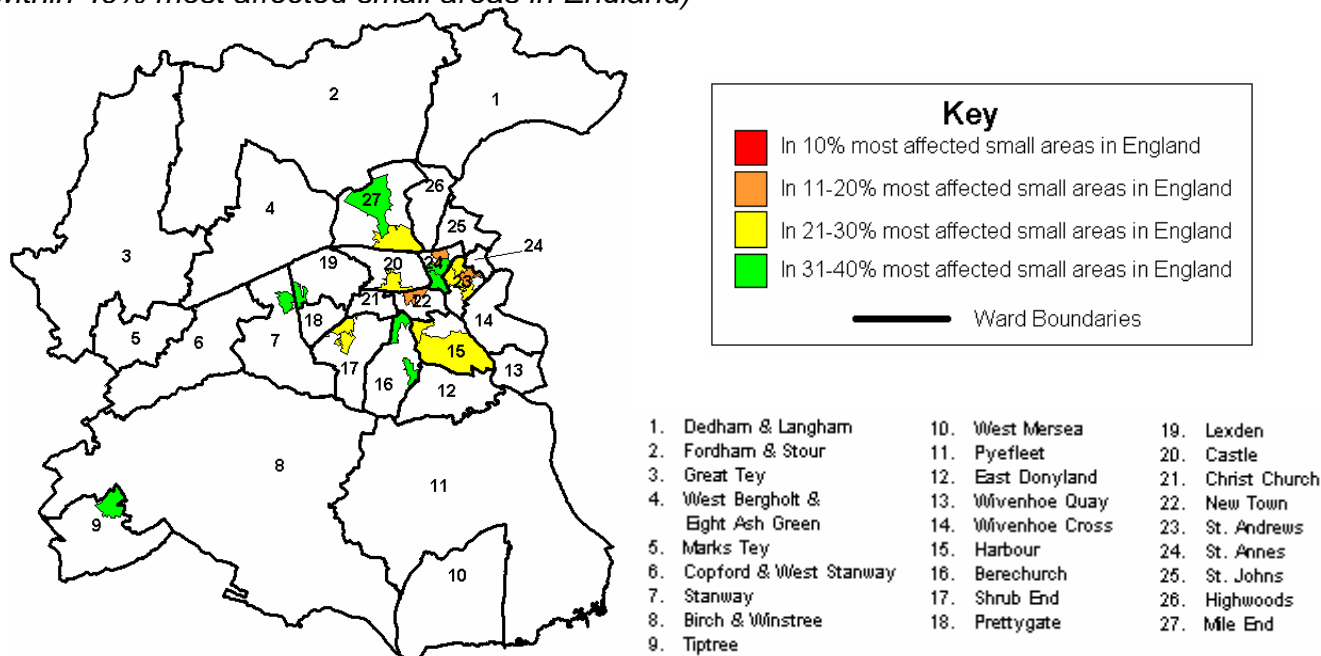 within 40% most affected small areas in England)
2
1
Key
In 10% most affected small areas in England
In 11-20% most affected small areas in England
In 21-30% most affected small areas in England
In 31-40% most affected small areas in England
Ward Boundaries
26
27
4
25
24
3
19
20
24
23
21
22
18
14
5
6
7
15
17
16
13
12
8
11
9
10
1. Dedham & Langham
2. Fordham & Stour
3. Great Tey
4. West Bergholt &
Eight Ash Green
5. Marks Tey
6. Copford & West Stanway
7. Stanway
8. Birch & Winstree
9. Tiptree
10. West Mersea
11. Pyefleet
12. East Donyland
13. Wivenhoe Quay
14. Wivenhoe Cross
15. Harbour
16. Berechurch
17. Shrub End
18. Prettygate
19. Lexden
20. Castle
21. Christ Church
22. New Town
23. St. Andrews
24. St. Annes
25. St. Johns
26. Highwoods
27. Mile End